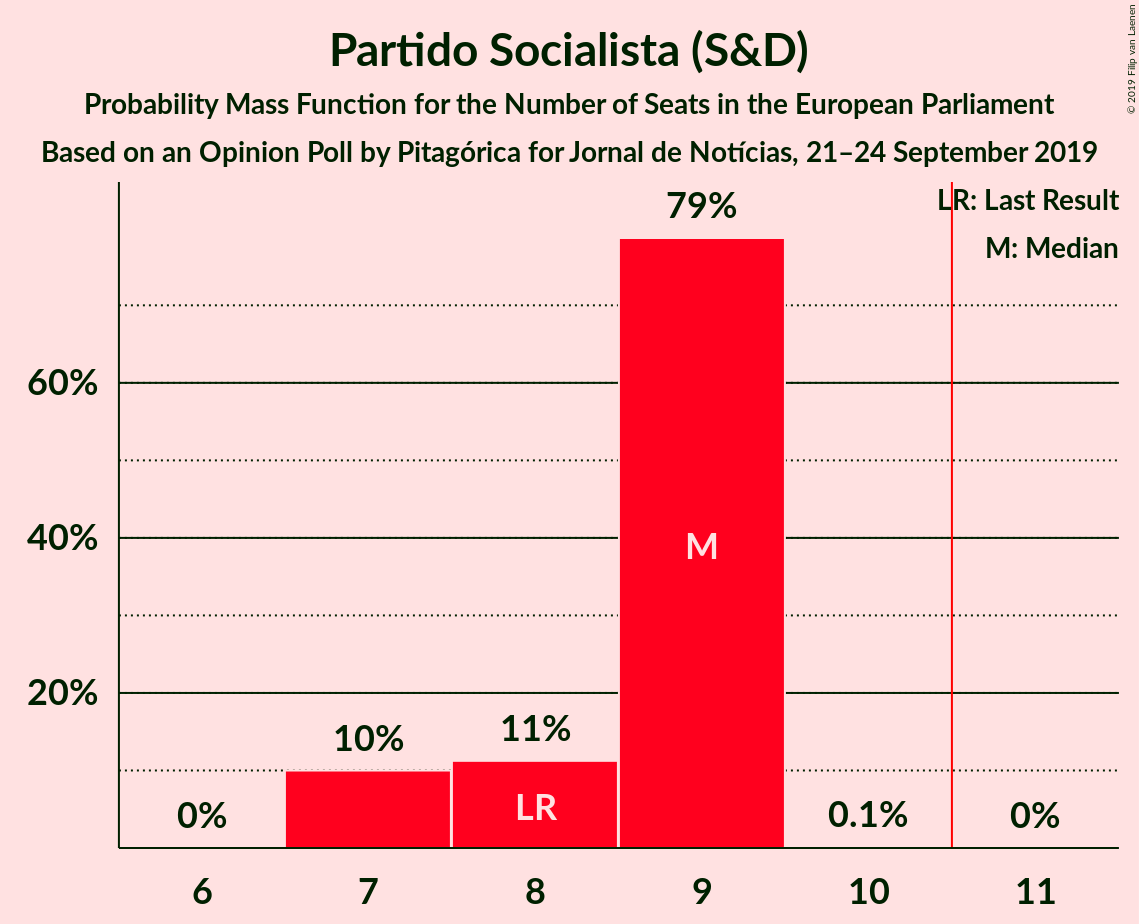 Partido Socialista (S&D)
Probability Mass Function for the Number of Seats in the European Parliament
Based on an Opinion Poll by Pitagórica for Jornal de Notícias, 21–24 September 2019
© 2019 Filip van Laenen
LR: Last Result
M: Median
79%
60%
40%
20%
M
10%
11%
LR
0%
0.1%
0%
6
7
8
9
10
11